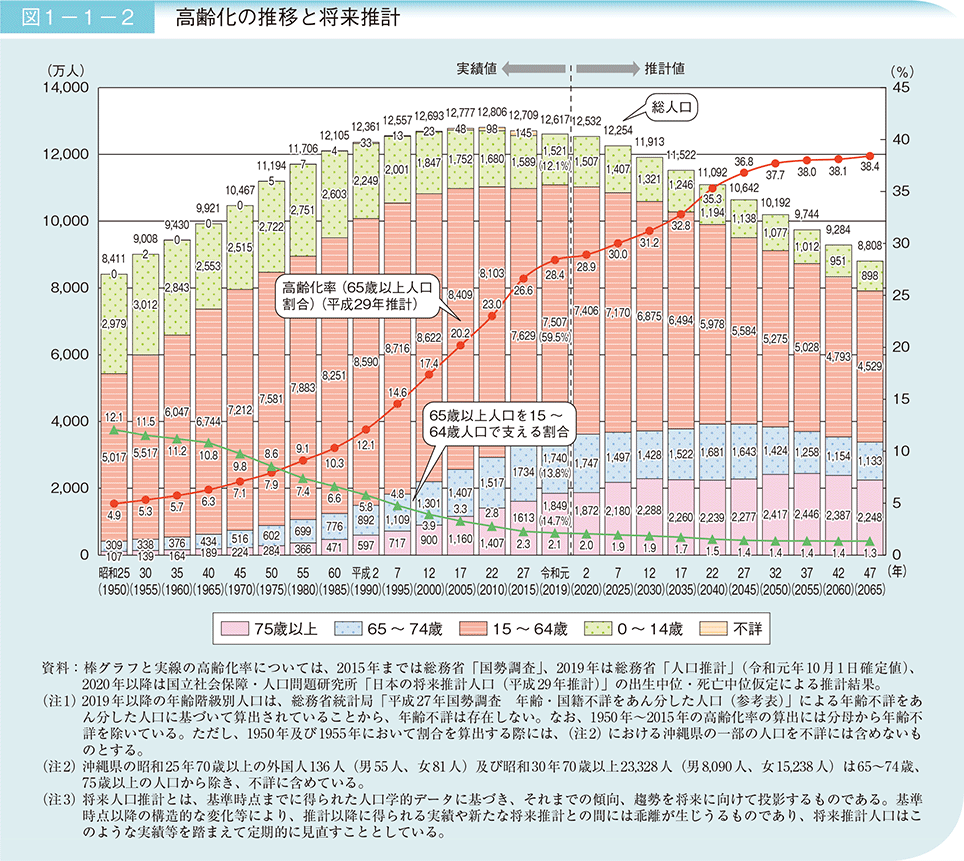 図1－1－2 高齢化の推移と将来推計
(万人) 実績値 推計値 (%)
14,000 12,000 10,000 8,000 6,000 4,000 2,000 0
45 40 35 30 25 20 15 10 5 0
総人口
8,411 9,008 9,430 9,921 10,467 11,194 11,706 12,105 12,361 12,557 12,693 12,777 12,806 12,709 12,617 12,532 12,254 11,913 11,522 11,092 10,642 10,192 9,744 9,284 8,808
0 2 0 0 0 5 7 4 33 13 23 48 98 145
2,979 3,012 2,843 2,553 2,515 2,722 2,751 2,603 2,249 2,001 1,847 1,752 1,680 1,589 1,521 (12.1%) 1,507 1,407 1,321 1,246 1,194 1,138 1,077 1,012 951 898
高齢化率（65歳以上人口
割合）（平成29年推計）
5,017 5,517 6,047 6,744 7,212 7,581 7,883 8,251 8,590 8,716 8,622 8,409 8,103 7,629 7,507 (59.5%) 7,406 7,170 6,875 6,494 5,978 5,584 5,275 5,028 4,793 4,529
4.9 5.3 5.7 6.3 7.1 7.9 9.1 10.3 12.1 14.6 17.4 20.2 23.0 26.6 28.4 28.9 30.0 31.2 32.8 35.3 36.8 37.7 38.0 38.1 38.4
65歳以上人口を15～
64歳人口で支える割合
12.1 11.5 11.2 10.8 9.8 8.6 7.4 6.6 5.8 4.8 3.9 3.3 2.8 2.3 2.1 2.0 1.9 1.9 1.7 1.5 1.4 1.4 1.4 1.4 1.3
309 338 376 434 516 602 699 776 892 1,109 1,301 1,407 1,517 1734 1,740 (13.8%) 1,747 1,497 1,428 1,522 1,681 1,643 1,424 1,258 1,154 1,133
107 139 164 189 224 284 366 471 597 717 900 1,160 1,407 1613 1,849 (14.7%) 1,872 2,180 2,288 2,260 2,239 2,277 2,417 2,446 2,387 2,248
昭和25 30 35 40 45 50 55 60 平成2 7 12 17 22 27 令和元 2 7 12 17 22 27 32 37 42 47 (年)
(1950) (1955) (1960) (1965) (1970) (1975) (1980) (1985) (1990) (1995) (2000) (2005) (2010) (2015) (2019) (2020) (2025) (2030) (2035) (2040) (2045) (2050) (2055) (2060) (2065)
75歳以上 65～74歳 15～64歳 0～14歳 不詳
資料：棒グラフと実線の高齢化率については、2015年までは総務省「国勢調査」、2019年は総務省「人口推計」（令和元年10月1日確定値）、
2020年以降は国立社会保障・人口問題研究所「日本の将来推計人口（平成29年推計）」の出生中位・死亡中位仮定による推計結果。
（注1）2019年以降の年齢階級別人口は、総務省統計局「平成27年国勢調査 年齢・国籍不詳をあん分した人口（参考表）」による年齢不詳をあ
ん分した人口に基づいて算出されていることから、年齢不詳は存在しない。なお、1950年～2015年の高齢化率の算出には分母から年齢不
詳を除いている。ただし、1950年及び1955年において割合を算出する際には、（注2）における沖縄県の一部の人口を不詳には含めないも
のとする。
（注2）沖縄県の昭和25年70歳以上の外国人136人（男55人、女81人）及び昭和30年70歳以上23,328人（男8,090人、女15,238人）は65～74歳、
75歳以上の人口から除き、不詳に含めている。
（注3）将来人口推計とは、基準時点までに得られた人口学的データに基づき、それまでの傾向、趨勢を将来に向けて投影するものである。基準
時点以降の構造的な変化等により、推計以降に得られる実績や新たな将来推計との間には乖離が生じうるものであり、将来推計人口はこ
のような実績等を踏まえて定期的に見直すこととしている。